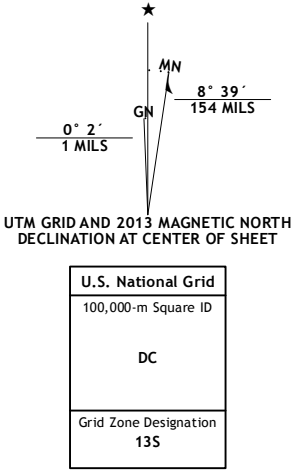 MN
8° 39´
154 MILS
GN
0° 2´
1 MILS
UTM GRID AND 2013 MAGNETIC NORTH
DECLINATION AT CENTER OF SHEET
U.S. National Grid
100,000-m Square ID
DC
Grid Zone Designation
13S